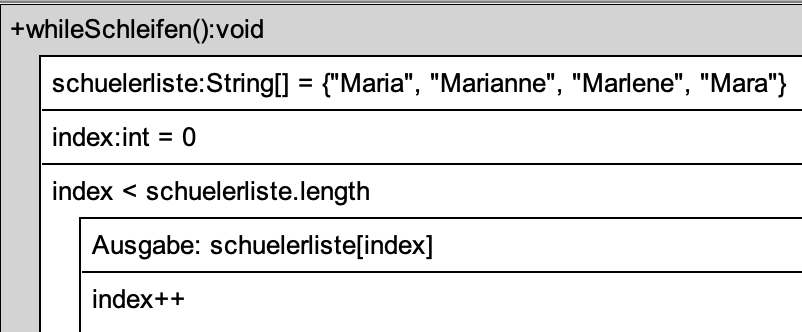 +whileSchleifen():void
schuelerliste:String[] = {"Maria", "Marianne", "Marlene", "Mara"}
index:int = 0
index < schuelerliste.length
Ausgabe: schuelerliste[index]
index++